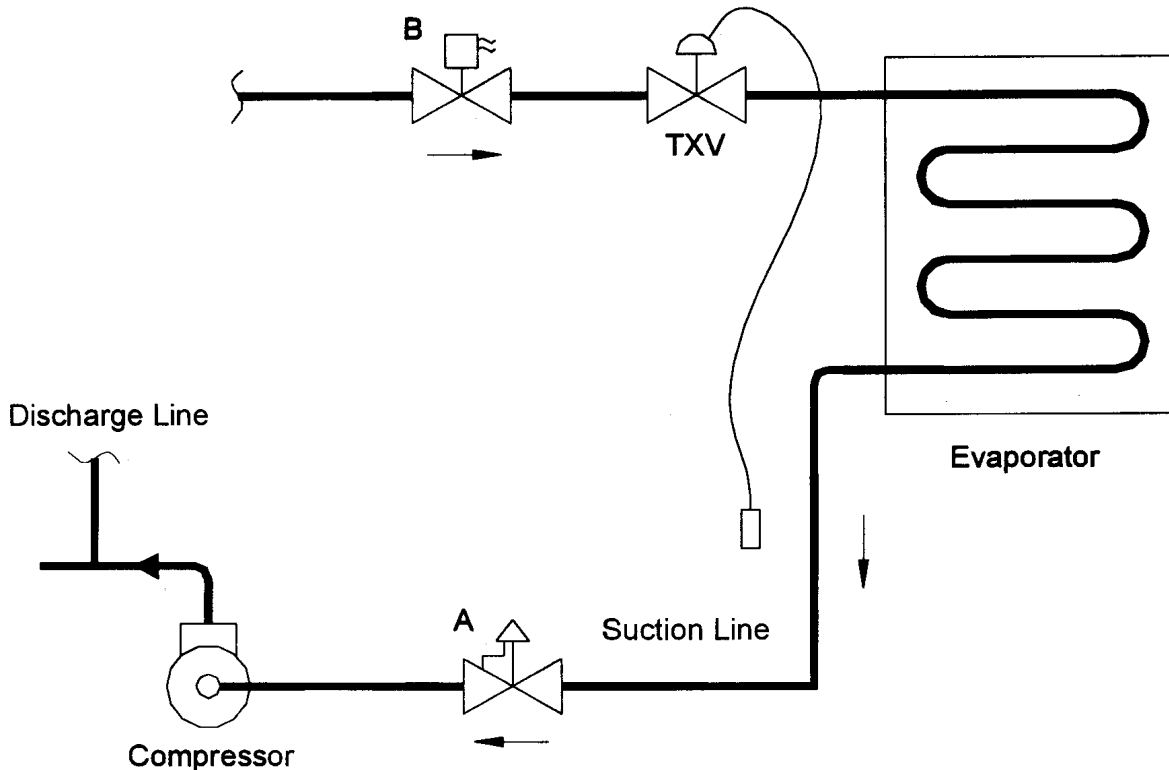 B
TXV
Discharge Line
Evaporator
A
Suction Line
Compressor